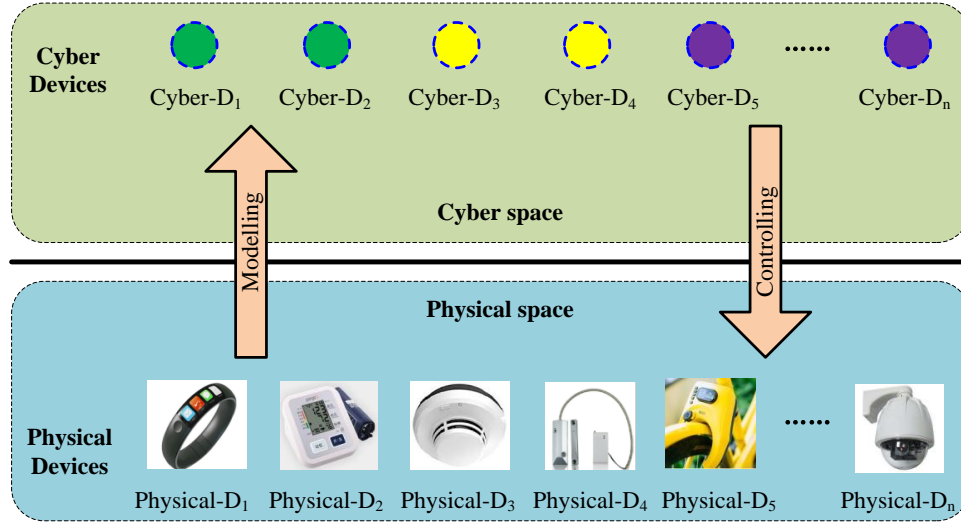 Cyber
Devices
Cyber-D₁ Cyber-D₂ Cyber-D₃ Cyber-D₄ Cyber-D₅ ...... Cyber-Dₙ
Modelling
Controlling
Cyber space
Physical space
Physical
Devices
......
Physical-D₁ Physical-D₂ Physical-D₃ Physical-D₄ Physical-D₅ Physical-Dₙ